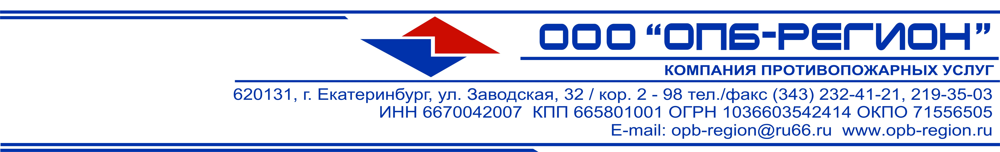 ООО “ОПБ-РЕГИОН”
КОМПАНИЯ ПРОТИВОПОЖАРНЫХ УСЛУГ
620131, г. Екатеринбург, ул. Заводская, 32 / кор. 2 - 98 тел./факс (343) 232-41-21, 219-35-03
ИНН 6670042007 КПП 665801001 ОГРН 1036603542414 ОКПО 71556505
E-mail: opb-region@ru66.ru www.opb-region.ru